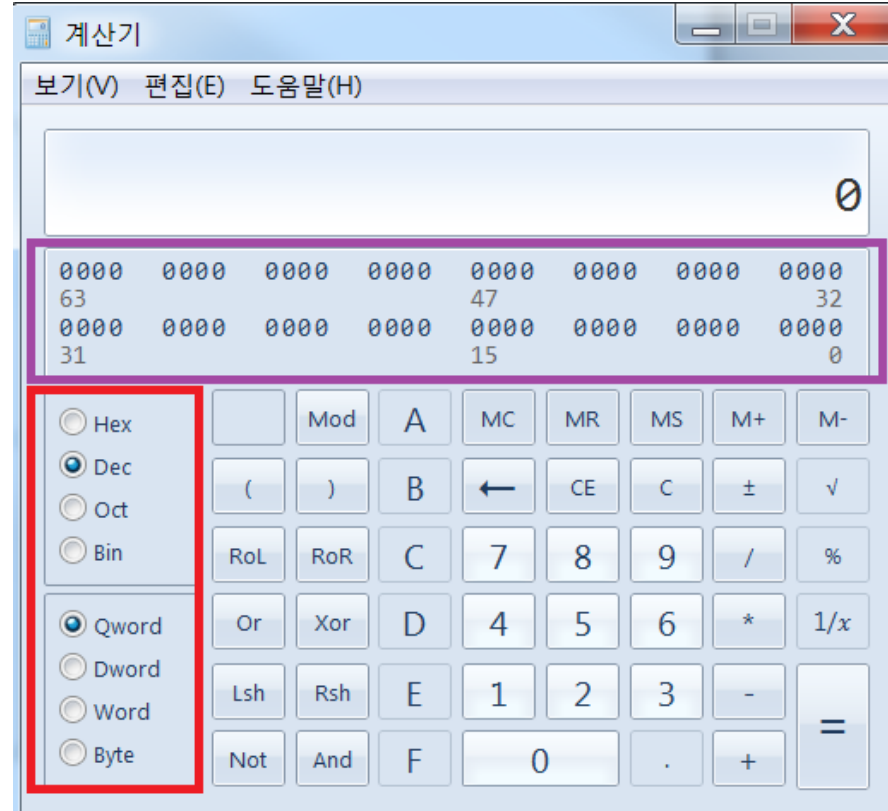 계산기
보기(V) 편집(E) 도움말(H)
0
0000 0000 0000 0000 0000 0000 0000 0000
63 47 32
0000 0000 0000 0000 0000 0000 0000 0000
31 15 0
Hex Mod A MC MR MS M+ M-
Dec
( ) B ← CE C ± √
Oct
Bin RoL RoR C 7 8 9 / %
Qword Or Xor D 4 5 6 * 1/x
Dword
Lsh Rsh E 1 2 3 - =
Word
Byte Not And F 0 . +